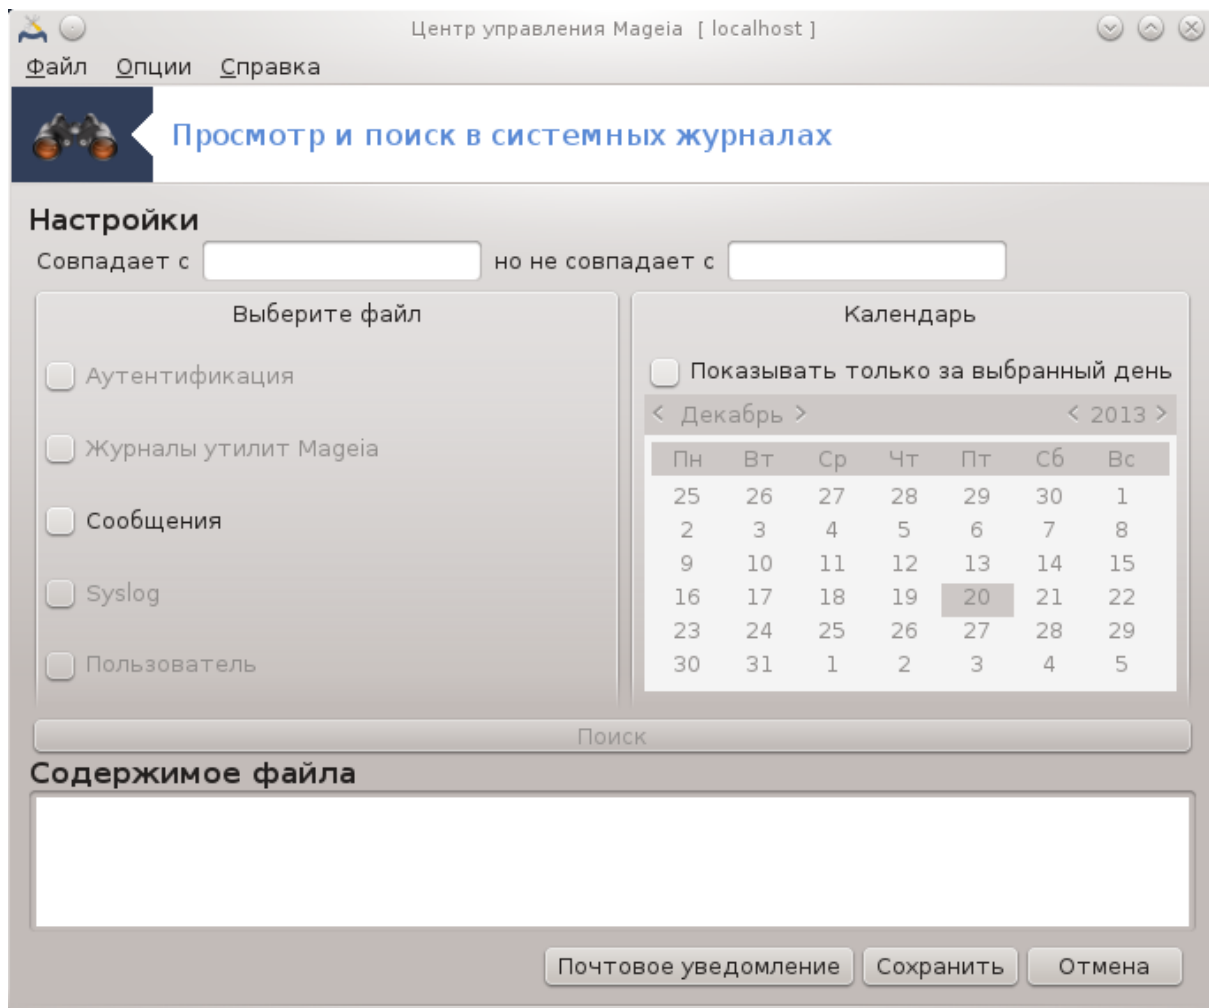 Центр управления Mageia [ localhost ]
Файл Опции Справка
Просмотр и поиск в системных журналах
Настройки
Совпадает с но не совпадает с
Выберите файл
Аутентификация
Журналы утилит Mageia
Сообщения
Syslog
Пользователь
Календарь
Показывать только за выбранный день
< Декабрь > < 2013 >
Пн Вт Ср Чт Пт Сб Вс
25 26 27 28 29 30 1
2 3 4 5 6 7 8
9 10 11 12 13 14 15
16 17 18 19 20 21 22
23 24 25 26 27 28 29
30 31 1 2 3 4 5
Поиск
Содержимое файла
Почтовое уведомление Сохранить Отмена